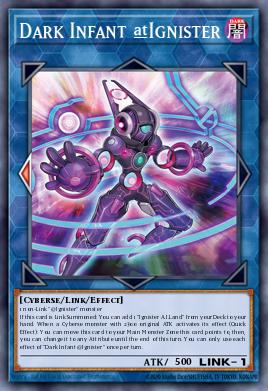 Dark Infant @Ignister
DARK
闇
[CYBERSE/LINK/EFFECT]
1 non-Link "@Ignister" monster
If this card is Link Summoned: You can add 1 "Ignister A.I.Land" from your Deck to your
hand. When a Cyberse monster with 2300 original ATK activates its effect (Quick
Effect): You can move this card to your Main Monster Zone this card points to, then,
you can change it to any Attribute until the end of this turn. You can only use each
effect of "Dark Infant @Ignister" once per turn.
ATK/ 500 LINK-1